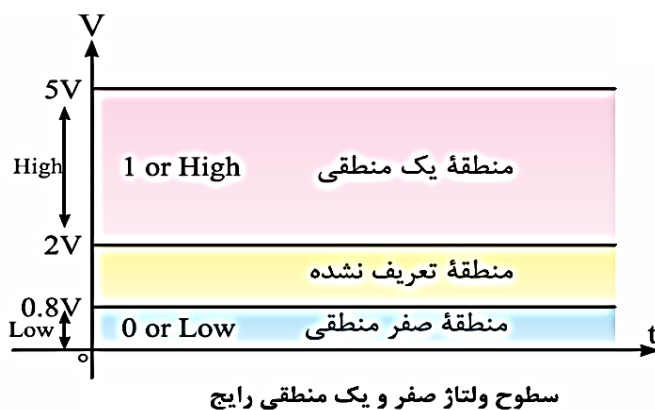 V
5V
High
1 or High
منطقهٔ یک منطقی
2V
منطقهٔ تعریف نشده
0.8V
Low
0 or Low
منطقهٔ صفر منطقی
t
o
سطوح ولتاژ صفر و یک منطقی رایج